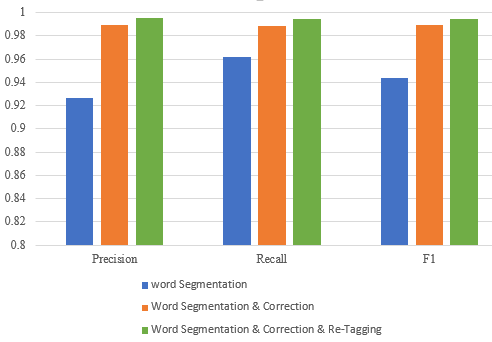 1
0.98
0.96
0.94
0.92
0.9
0.88
0.86
0.84
0.82
0.8
Precision Recall F1
word Segmentation
Word Segmentation & Correction
Word Segmentation & Correction & Re-Tagging